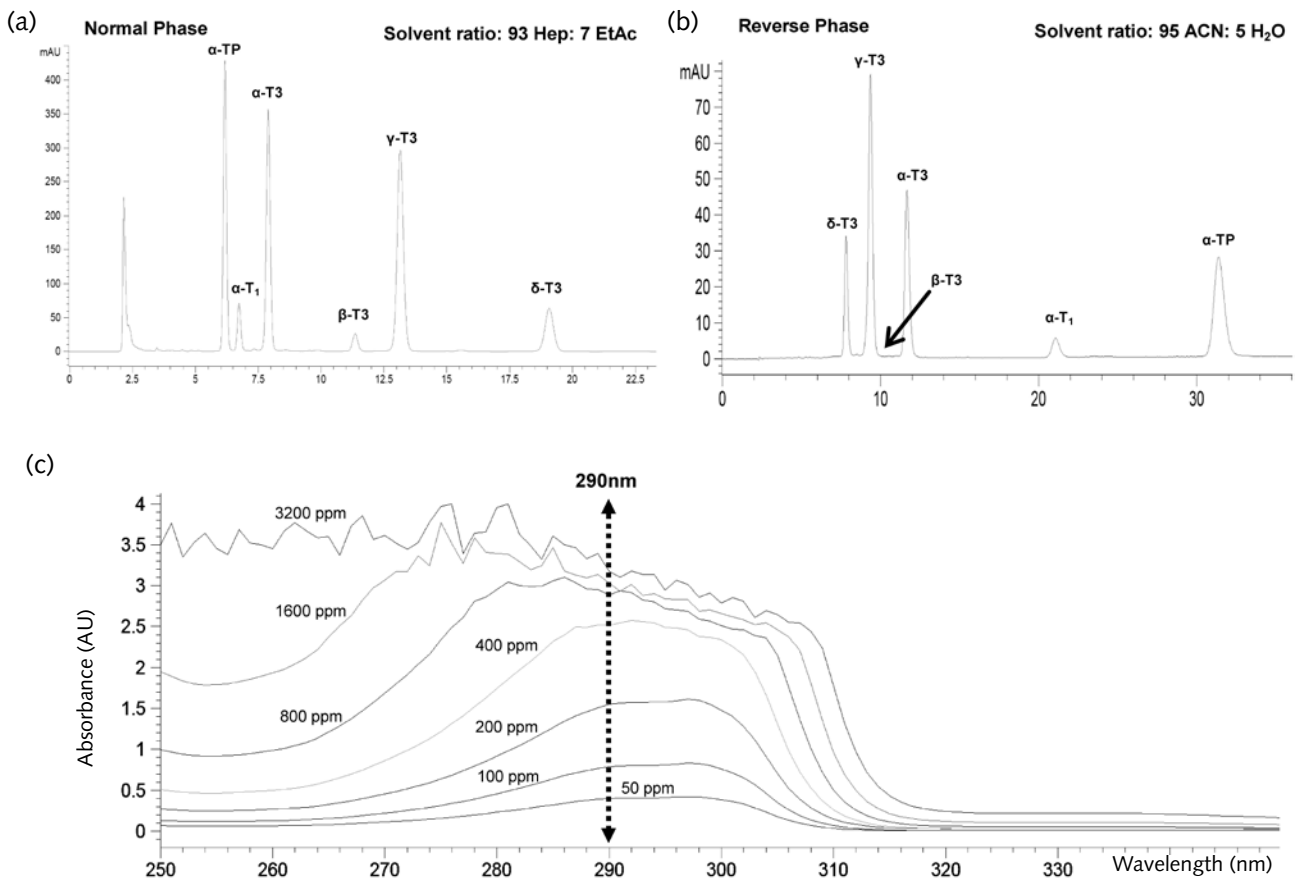 (a)
Normal Phase
Solvent ratio: 93 Hep: 7 EtAc
mAU
400
350
300
250
200
150
100
50
0
α-TP
α-T₁
α-T3
β-T3
γ-T3
δ-T3
0 2.5 5 7.5 10 12.5 15 17.5 20 22.5
(b)
Reverse Phase
Solvent ratio: 95 ACN: 5 H₂O
mAU
70
60
50
40
30
20
10
0
δ-T3
γ-T3
α-T3
β-T3
α-T₁
α-TP
0 10 20 30
(c)
290nm
Absorbance (AU)
4
3.5
3
2.5
2
1.5
1
0.5
0
3200 ppm
1600 ppm
800 ppm
400 ppm
200 ppm
100 ppm
50 ppm
250 260 270 280 290 300 310 320 330
Wavelength (nm)